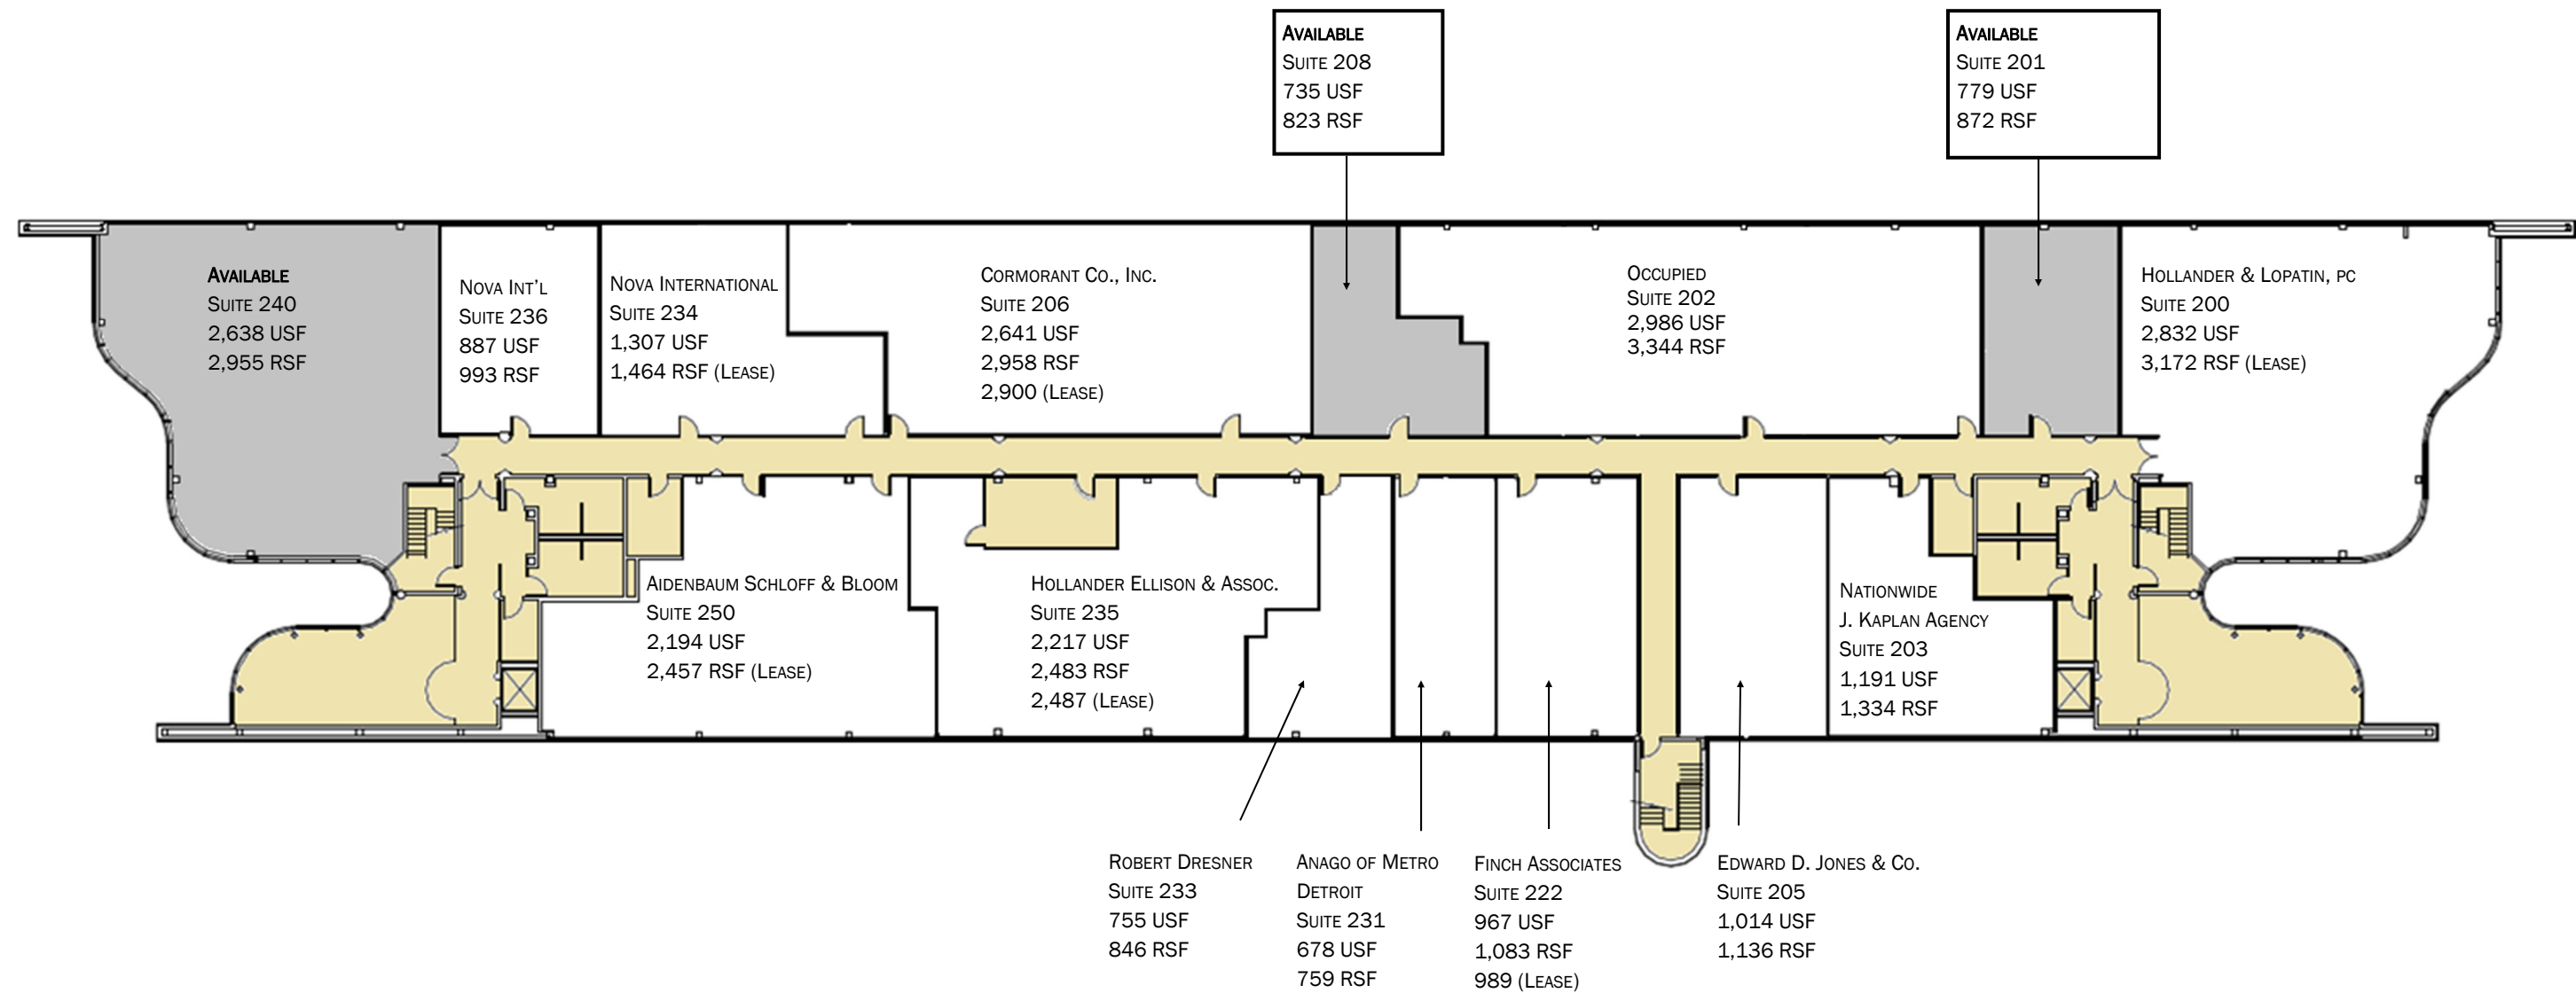 AVAILABLE
SUITE 208
735 USF
823 RSF
AVAILABLE
SUITE 201
779 USF
872 RSF
AVAILABLE
SUITE 240
2,638 USF
2,955 RSF
NOVA INT'L
SUITE 236
887 USF
993 RSF
NOVA INTERNATIONAL
SUITE 234
1,307 USF
1,464 RSF (LEASE)
CORMORANT CO., INC.
SUITE 206
2,641 USF
2,958 RSF
2,900 (LEASE)
OCCUPIED
SUITE 202
2,986 USF
3,344 RSF
HOLLANDER & LOPATIN, PC
SUITE 200
2,832 USF
3,172 RSF (LEASE)
AIDENBAUM SCHLOFF & BLOOM
SUITE 250
2,194 USF
2,457 RSF (LEASE)
HOLLANDER ELLISON & ASSOC.
SUITE 235
2,217 USF
2,483 RSF
2,487 (LEASE)
NATIONWIDE
J. KAPLAN AGENCY
SUITE 203
1,191 USF
1,334 RSF
ROBERT DRESNER
SUITE 233
755 USF
846 RSF
ANAGO OF METRO
DETROIT
SUITE 231
678 USF
759 RSF
FINCH ASSOCIATES
SUITE 222
967 USF
1,083 RSF
989 (LEASE)
EDWARD D. JONES & CO.
SUITE 205
1,014 USF
1,136 RSF